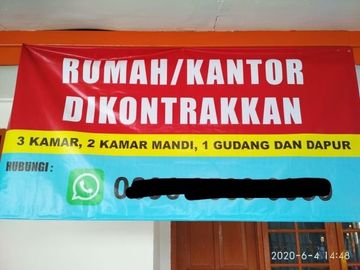 RUMAH/KANTOR
DIKONTRAKKAN
3 KAMAR, 2 KAMAR MANDI, 1 GUDANG DAN DAPUR
HUBUNGI :
2020-6-4 14:48